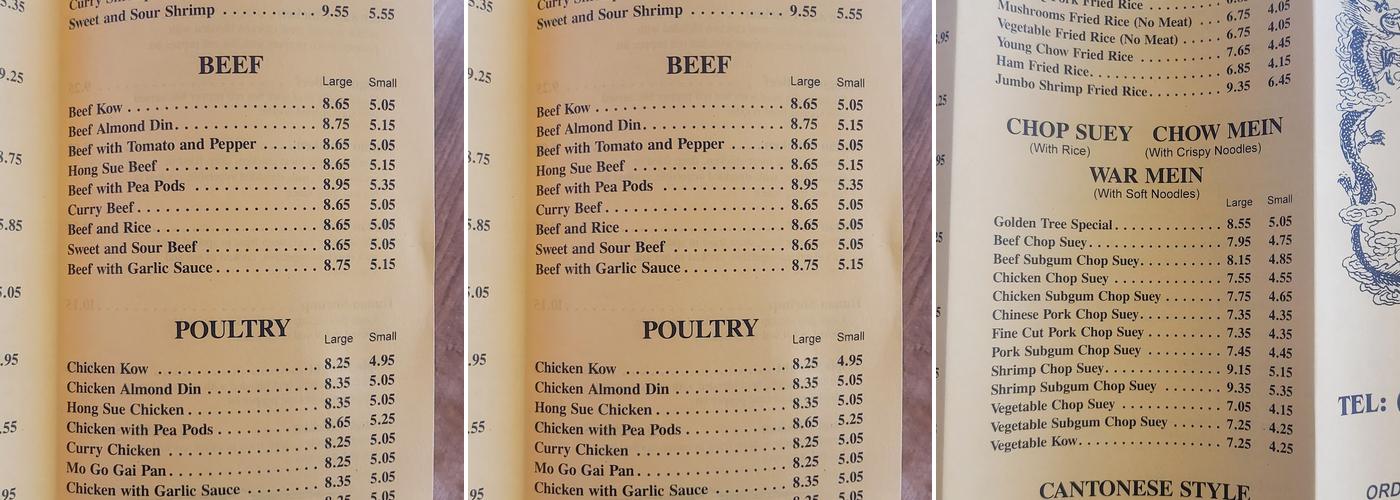 Sweet and Sour Shrimp . . . . . . . . . 9.55 5.55
BEEF
Large Small
Beef Kow . . . . . . . . . . . . . . . . . . 8.65 5.05
Beef Almond Din. . . . . . . . . . . . . 8.75 5.15
Beef with Tomato and Pepper . . . . . . 8.65 5.05
Hong Sue Beef . . . . . . . . . . . . . . 8.65 5.15
Beef with Pea Pods . . . . . . . . . . . . 8.95 5.35
Curry Beef . . . . . . . . . . . . . . . . . 8.65 5.05
Beef and Rice . . . . . . . . . . . . . . . 8.65 5.05
Sweet and Sour Beef . . . . . . . . . . . 8.65 5.05
Beef with Garlic Sauce . . . . . . . . . . 8.75 5.15
POULTRY
Large Small
Chicken Kow . . . . . . . . . . . . . . . . 8.25 4.95
Chicken Almond Din . . . . . . . . . . . 8.35 5.05
Hong Sue Chicken . . . . . . . . . . . . . 8.35 5.05
Chicken with Pea Pods . . . . . . . . . . 8.65 5.25
Curry Chicken . . . . . . . . . . . . . . . 8.25 5.05
Mo Go Gai Pan . . . . . . . . . . . . . . . 8.25 5.05
Chicken with Garlic Sauce . . . . . . . . 8.35 5.05
Sweet and Sour Shrimp . . . . . . . . . 9.55 5.55
BEEF
Large Small
Beef Kow . . . . . . . . . . . . . . . . . . 8.65 5.05
Beef Almond Din. . . . . . . . . . . . . 8.75 5.15
Beef with Tomato and Pepper . . . . . . 8.65 5.05
Hong Sue Beef . . . . . . . . . . . . . . 8.65 5.15
Beef with Pea Pods . . . . . . . . . . . . 8.95 5.35
Curry Beef . . . . . . . . . . . . . . . . . 8.65 5.05
Beef and Rice . . . . . . . . . . . . . . . 8.65 5.05
Sweet and Sour Beef . . . . . . . . . . . 8.65 5.05
Beef with Garlic Sauce . . . . . . . . . . 8.75 5.15
POULTRY
Large Small
Chicken Kow . . . . . . . . . . . . . . . . 8.25 4.95
Chicken Almond Din . . . . . . . . . . . 8.35 5.05
Hong Sue Chicken . . . . . . . . . . . . . 8.35 5.05
Chicken with Pea Pods . . . . . . . . . . 8.65 5.25
Curry Chicken . . . . . . . . . . . . . . . 8.25 5.05
Mo Go Gai Pan . . . . . . . . . . . . . . . 8.25 5.05
Chicken with Garlic Sauce . . . . . . . . 8.35 5.05
Pork Fried Rice
Mushrooms Fried Rice (No Meat) . . . . 6.75 4.05
Vegetable Fried Rice (No Meat) . . . . . 6.75 4.05
Young Chow Fried Rice . . . . . . . . . . 7.65 4.45
Ham Fried Rice. . . . . . . . . . . . . . . 6.85 4.15
Jumbo Shrimp Fried Rice. . . . . . . . . 9.35 6.45
CHOP SUEY CHOW MEIN
(With Rice) (With Crispy Noodles)
WAR MEIN
(With Soft Noodles)
Large Small
Golden Tree Special . . . . . . . . . . . . 8.55 5.05
Beef Chop Suey. . . . . . . . . . . . . . . 7.95 4.75
Beef Subgum Chop Suey. . . . . . . . . . 8.15 4.85
Chicken Chop Suey . . . . . . . . . . . . 7.55 4.55
Chicken Subgum Chop Suey . . . . . . . 7.75 4.65
Chinese Pork Chop Suey. . . . . . . . . . 7.35 4.35
Fine Cut Pork Chop Suey . . . . . . . . . 7.35 4.35
Pork Subgum Chop Suey . . . . . . . . . 7.45 4.45
Shrimp Chop Suey. . . . . . . . . . . . . 9.15 5.15
Shrimp Subgum Chop Suey . . . . . . . . 9.35 5.35
Vegetable Chop Suey . . . . . . . . . . . 7.05 4.15
Vegetable Subgum Chop Suey . . . . . . 7.25 4.25
Vegetable Kow. . . . . . . . . . . . . . . 7.25 4.25
CANTONESE STYLE
TEL: (